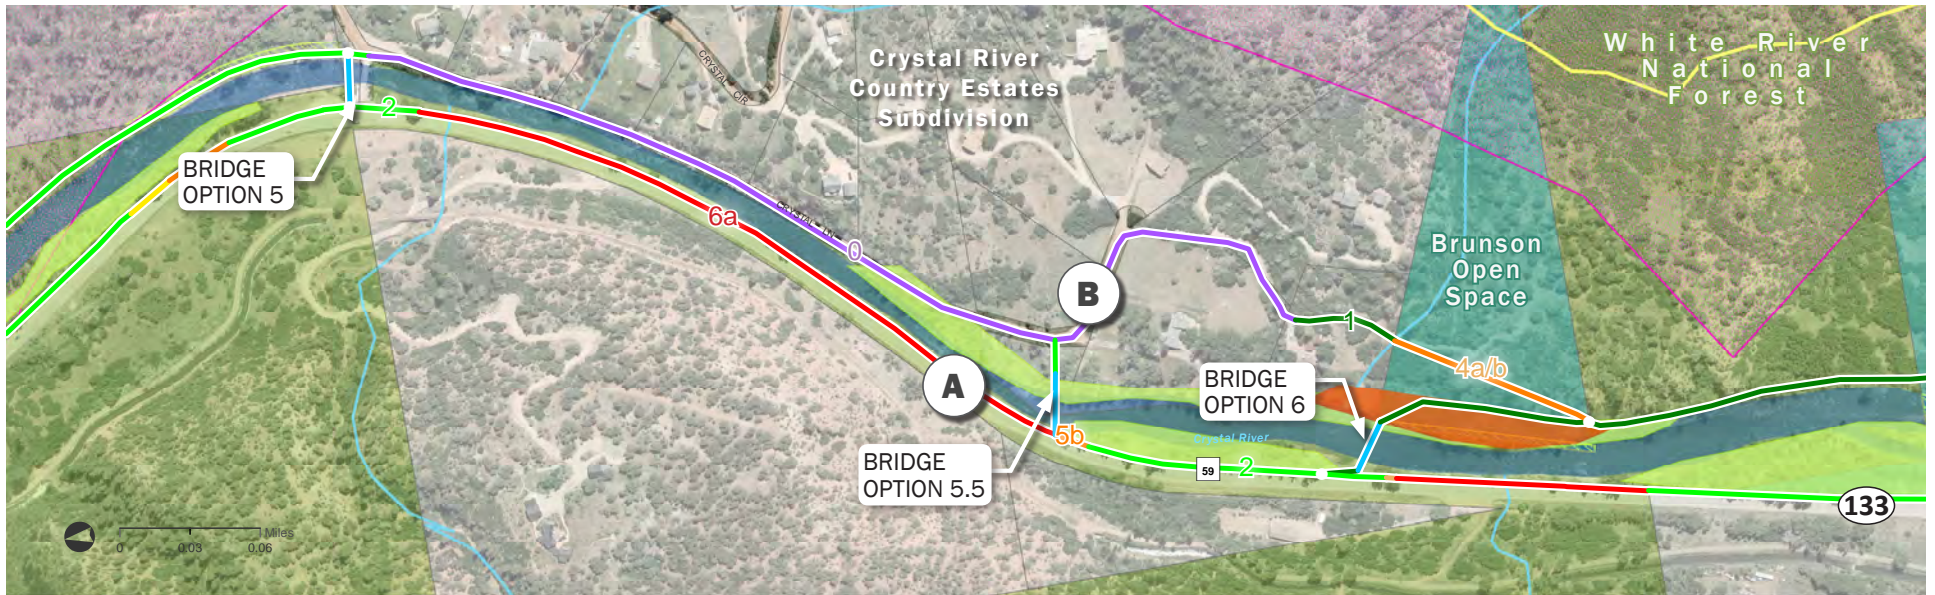 Crystal River
Country Estates
Subdivision
White River
National
Forest
CRYSTAL CIR
2
BRIDGE
OPTION 5
6a
CRYSTAL LN
0
B
Brunson
Open
Space
1
4a/b
A
BRIDGE
OPTION 6
5b
Crystal River
BRIDGE
OPTION 5.5
59
2
133
Miles
0
0.03
0.06